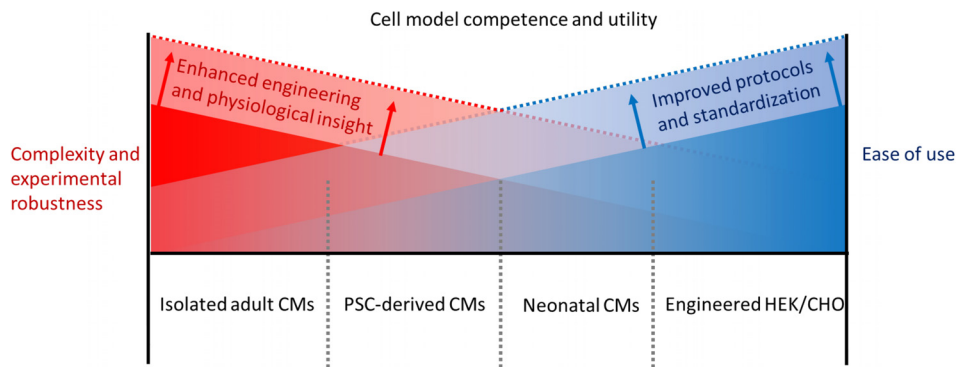 Cell model competence and utility
Enhanced engineering
and physiological insight
Improved protocols
and standardization
Complexity and
experimental
robustness
Ease of use
Isolated adult CMs
PSC-derived CMs
Neonatal CMs
Engineered HEK/CHO